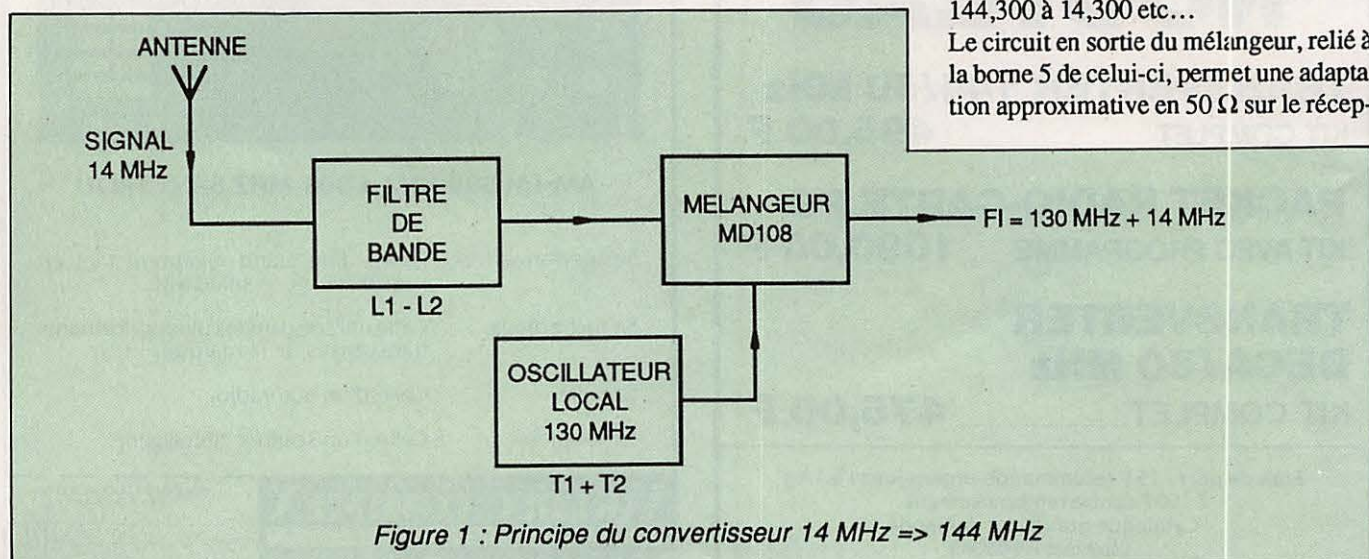 144,300 à 14,300 etc…
Le circuit en sortie du mélangeur, relié à
la borne 5 de celui-ci, permet une adapta-
tion approximative en 50 Ω sur le récep-
ANTENNE
SIGNAL
14 MHz
FILTRE
DE
BANDE
L1 - L2
MELANGEUR
MD108
FI = 130 MHz + 14 MHz
OSCILLATEUR
LOCAL
130 MHz
T1 + T2
Figure 1 : Principe du convertisseur 14 MHz => 144 MHz